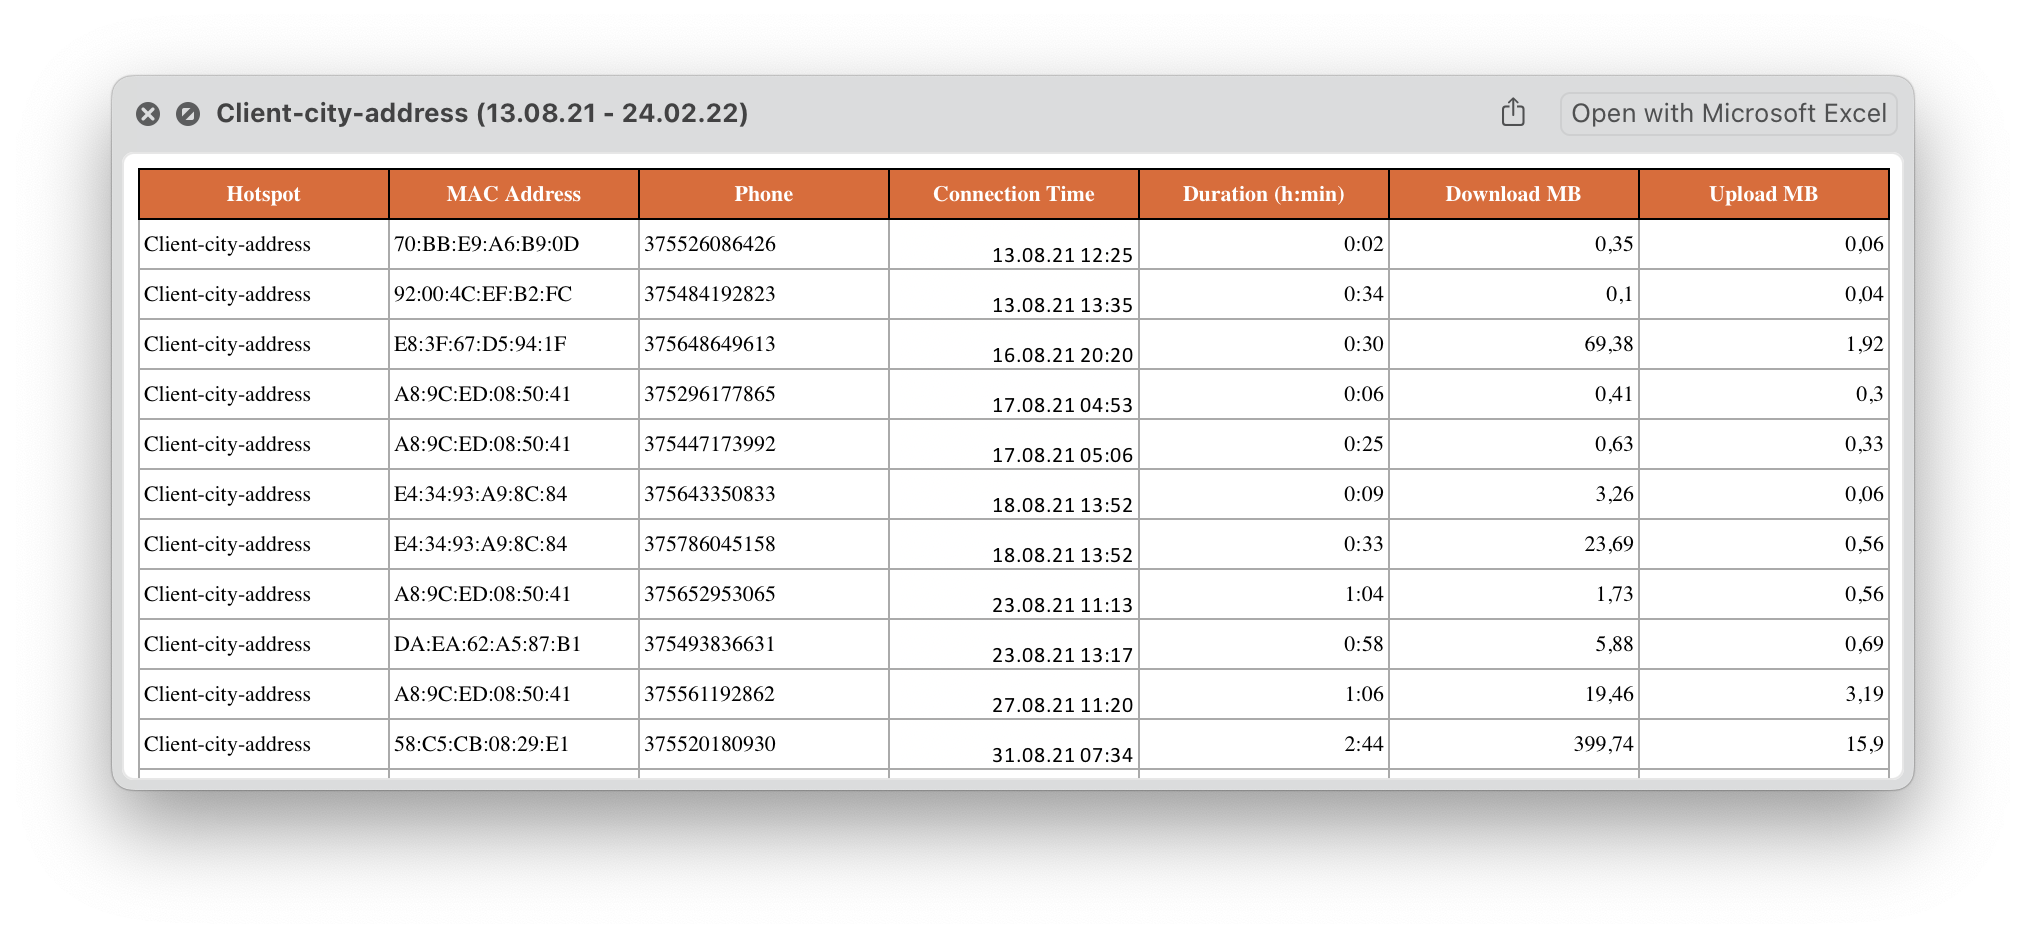 Client-city-address (13.08.21 - 24.02.22) Open with Microsoft Excel
Hotspot MAC Address Phone Connection Time Duration (h:min) Download MB Upload MB
Client-city-address 70:BB:E9:A6:B9:0D 375526086426 13.08.21 12:25 0:02 0,35 0,06
Client-city-address 92:00:4C:EF:B2:FC 375484192823 13.08.21 13:35 0:34 0,1 0,04
Client-city-address E8:3F:67:D5:94:1F 375648649613 16.08.21 20:20 0:30 69,38 1,92
Client-city-address A8:9C:ED:08:50:41 375296177865 17.08.21 04:53 0:06 0,41 0,3
Client-city-address A8:9C:ED:08:50:41 375447173992 17.08.21 05:06 0:25 0,63 0,33
Client-city-address E4:34:93:A9:8C:84 375643350833 18.08.21 13:52 0:09 3,26 0,06
Client-city-address E4:34:93:A9:8C:84 375786045158 18.08.21 13:52 0:33 23,69 0,56
Client-city-address A8:9C:ED:08:50:41 375652953065 23.08.21 11:13 1:04 1,73 0,56
Client-city-address DA:EA:62:A5:87:B1 375493836631 23.08.21 13:17 0:58 5,88 0,69
Client-city-address A8:9C:ED:08:50:41 375561192862 27.08.21 11:20 1:06 19,46 3,19
Client-city-address 58:C5:CB:08:29:E1 375520180930 31.08.21 07:34 2:44 399,74 15,9